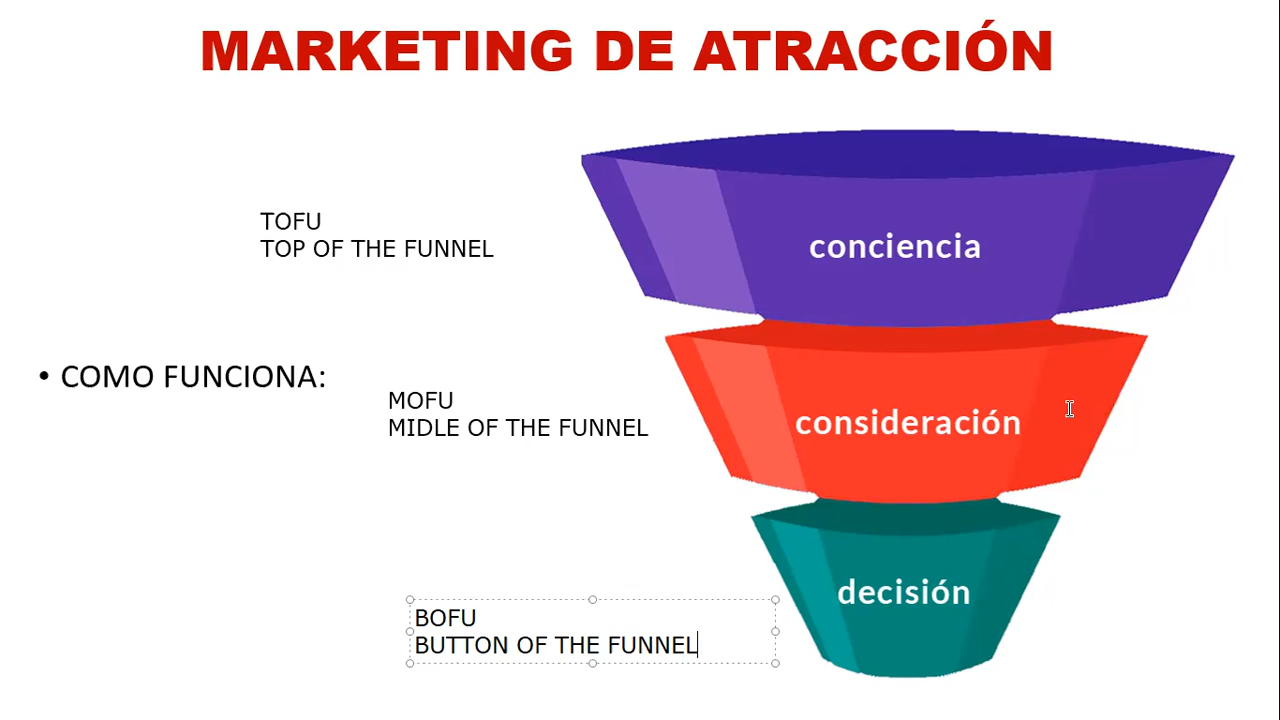 MARKETING DE ATRACCIÓN
TOFU
TOP OF THE FUNNEL
conciencia
• COMO FUNCIONA:
MOFU
MIDLE OF THE FUNNEL
consideración
BOFU
BUTTON OF THE FUNNEL
decisión